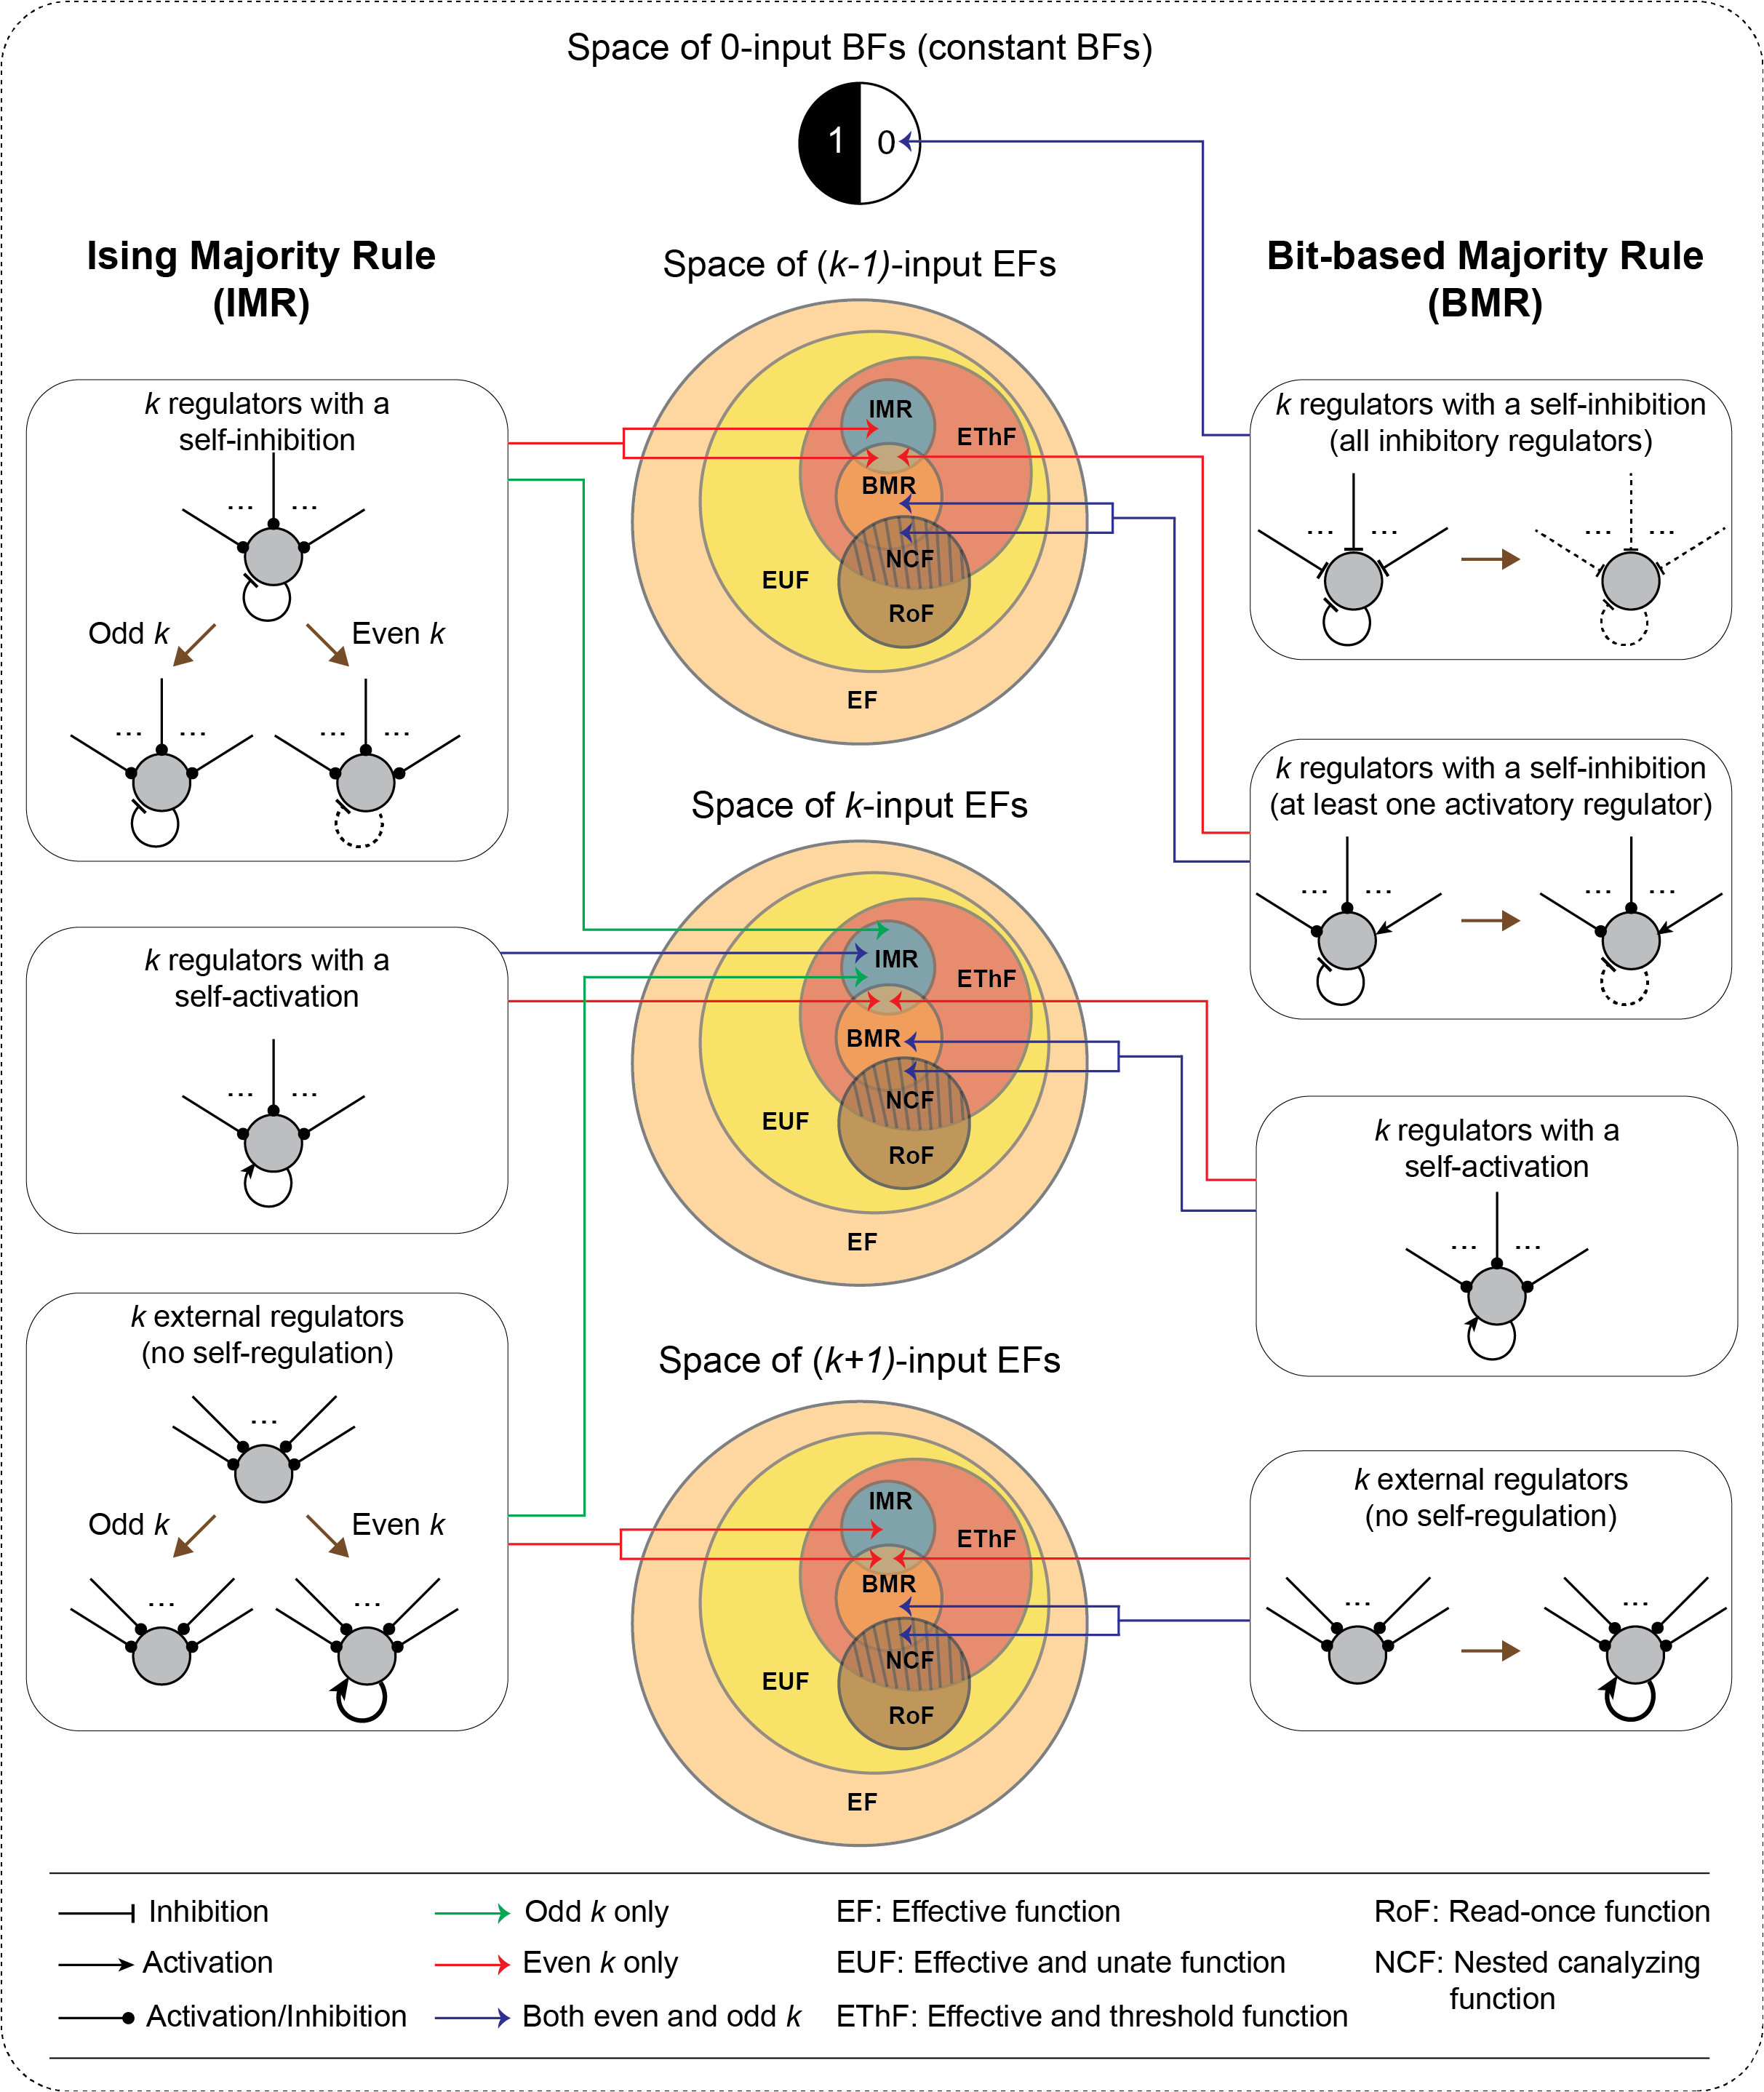 Space of 0-input BFs (constant BFs)
1 0
Ising Majority Rule
(IMR)
k regulators with a
self-inhibition
... ...
Odd k Even k
... ... ... ...
k regulators with a
self-activation
... ...
k external regulators
(no self-regulation)
...
Odd k Even k
... ...
Space of (k-1)-input EFs
IMR
EThF
BMR
NCF
EUF
RoF
EF
Space of k-input EFs
IMR
EThF
BMR
NCF
EUF
RoF
EF
Space of (k+1)-input EFs
IMR
EThF
BMR
NCF
EUF
RoF
EF
Bit-based Majority Rule
(BMR)
k regulators with a self-inhibition
(all inhibitory regulators)
... ... ... ...
k regulators with a self-inhibition
(at least one activatory regulator)
... ... ... ...
k regulators with a
self-activation
... ...
k external regulators
(no self-regulation)
... ...
Inhibition
Activation
Activation/Inhibition
Odd k only
Even k only
Both even and odd k
EF: Effective function
EUF: Effective and unate function
EThF: Effective and threshold function
RoF: Read-once function
NCF: Nested canalyzing
function